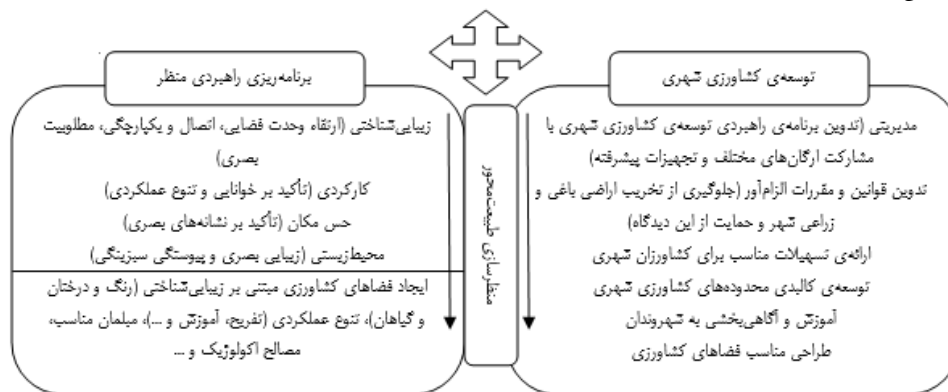 توسعه‌ی کشاورزی شهری
مدیریتی (تدوین برنامه‌ی راهبردی توسعه‌ی کشاورزی شهری با
مشارکت ارگان‌های مختلف و تجهیزات پیشرفته)
تدوین قوانین و مقررات الزام‌آور (جلوگیری از تخریب اراضی باغی و
زراعی شهر و حمایت از این دیدگاه)
ارائه‌ی تسهیلات مناسب برای کشاورزان شهری
توسعه‌ی کالبدی محدوده‌های کشاورزی شهری
آموزش و آگاهی‌بخشی به شهروندان
طراحی مناسب فضاهای کشاورزی
منظرسازی طبیعت‌محور
برنامه‌ریزی راهبردی منظر
زیبایی‌شناختی (ارتقاء وحدت فضایی، اتصال و یکپارچگی، مطلوبیت
بصری)
کارکردی (تأکید بر خوانایی و تنوع عملکردی)
حس مکان (تأکید بر نشانه‌های بصری)
محیط‌زیستی (زیبایی بصری و پیوستگی سبزینگی)
ایجاد فضاهای کشاورزی مبتنی بر زیبایی‌شناختی (رنگ و درختان
و گیاهان)، تنوع عملکردی (تفریح، آموزش و ...)، مبلمان مناسب،
مصالح اکولوژیک و ...